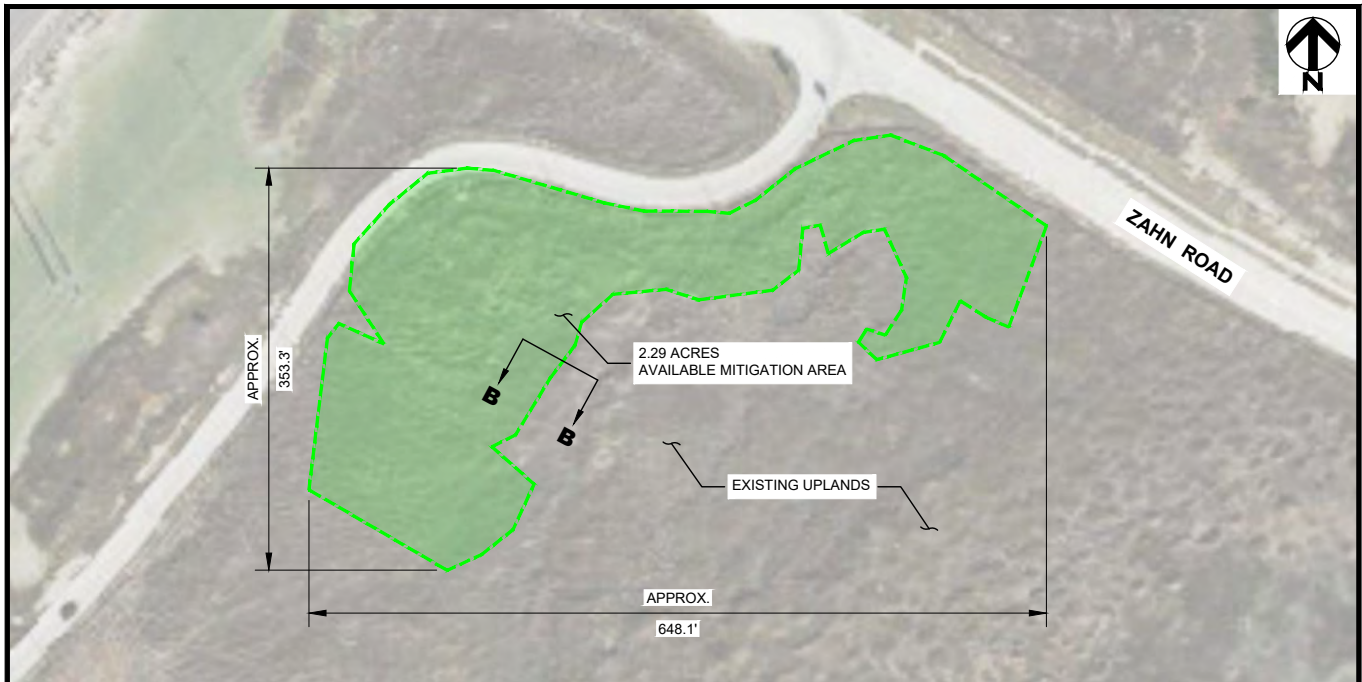 N
ZAHN ROAD
APPROX.
353.3'
2.29 ACRES
AVAILABLE MITIGATION AREA
B
B
EXISTING UPLANDS
APPROX.
648.1'